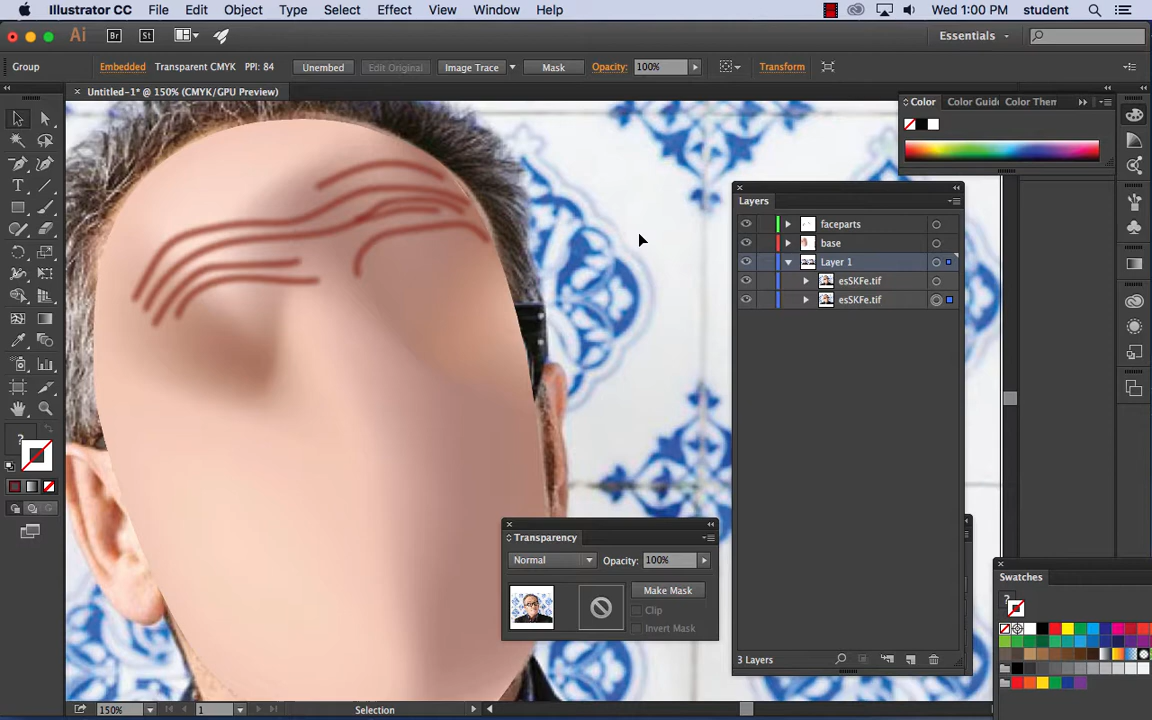 Illustrator CC File Edit Object Type Select Effect View Window Help Wed 1:00 PM student
Ai Br St Essentials
Group Embedded Transparent CMYK PPI: 84 Unembed Edit Original Image Trace Mask Opacity: 100% Transform
Untitled-1* @ 150% (CMYK/GPU Preview)
Color Color Guid Color Them
Layers
faceparts
base
Layer 1
esSKFe.tif
esSKFe.tif
Transparency
Normal Opacity: 100%
Make Mask
Clip
Invert Mask
Swatches
3 Layers
150% 1 Selection